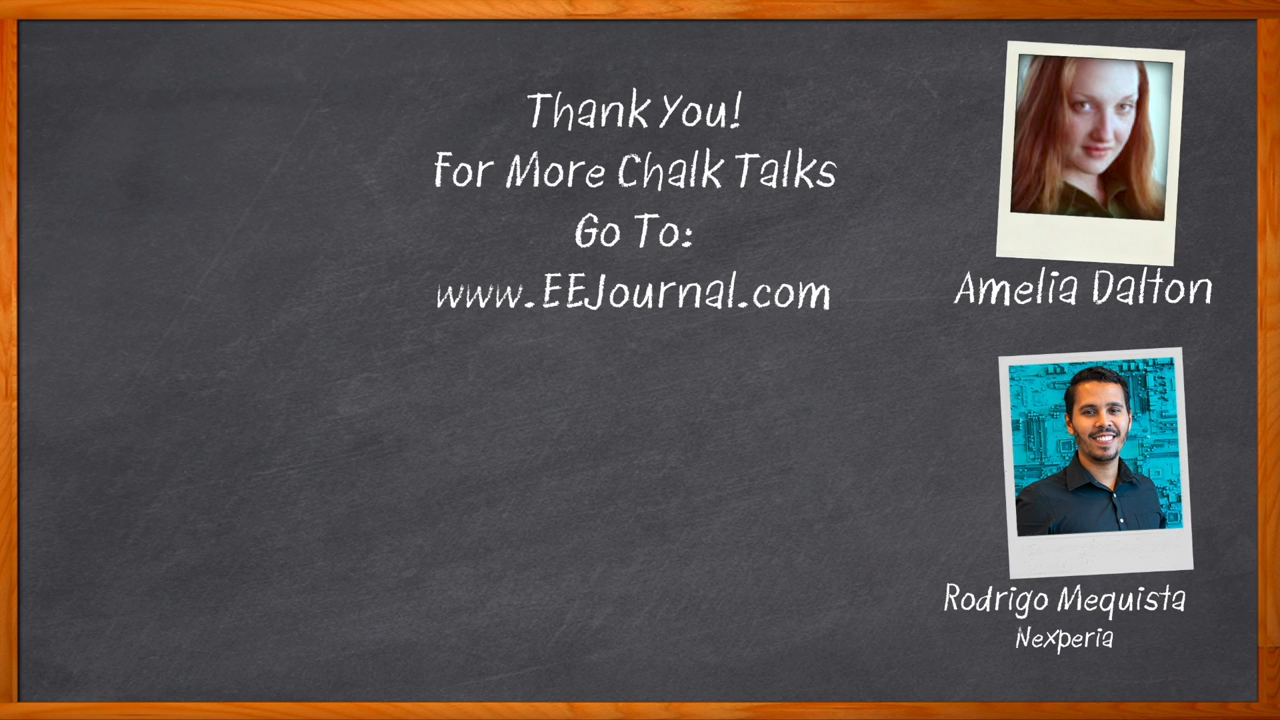 Thank You!
For More Chalk Talks
Go To:
www.EEJournal.com
Amelia Dalton
Rodrigo Mequista
Nexperia